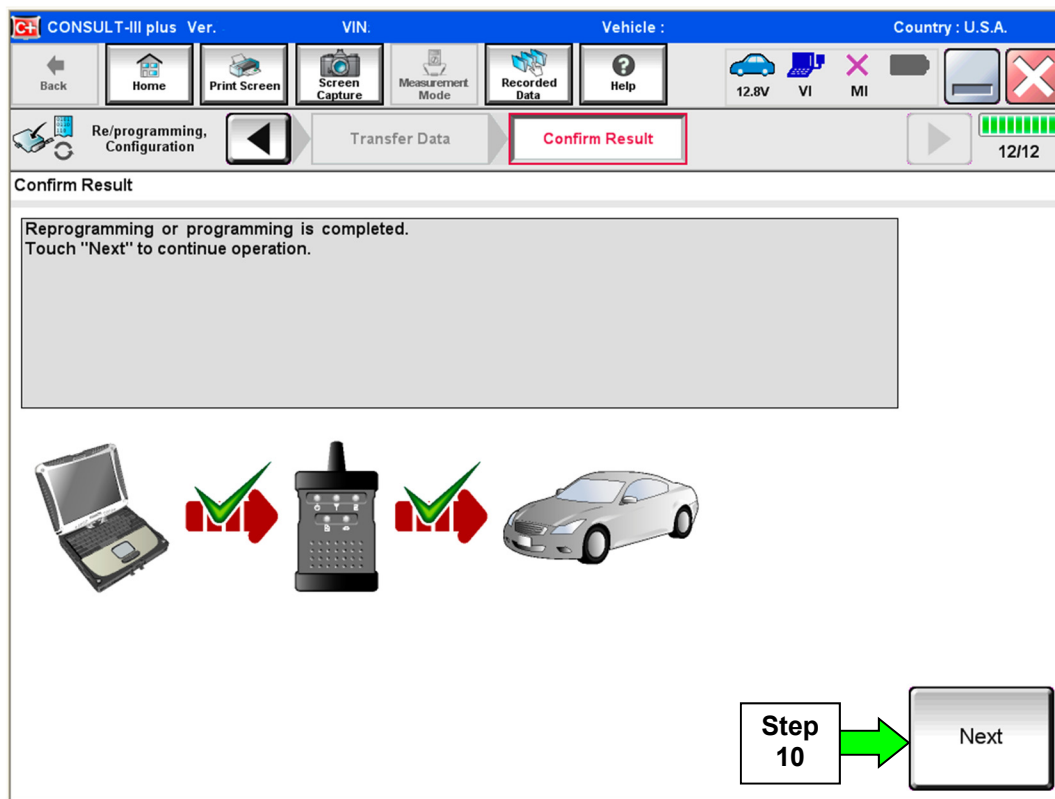 C+ CONSULT-III plus Ver. VIN: Vehicle : Country : U.S.A.
Back
Home
Print Screen
Screen
Capture
Measurement
Mode
Recorded
Data
Help
12.8V
VI
MI
Re/programming,
Configuration
Transfer Data
Confirm Result
12/12
Confirm Result
Reprogramming or programming is completed.
Touch "Next" to continue operation.
Step
10
Next